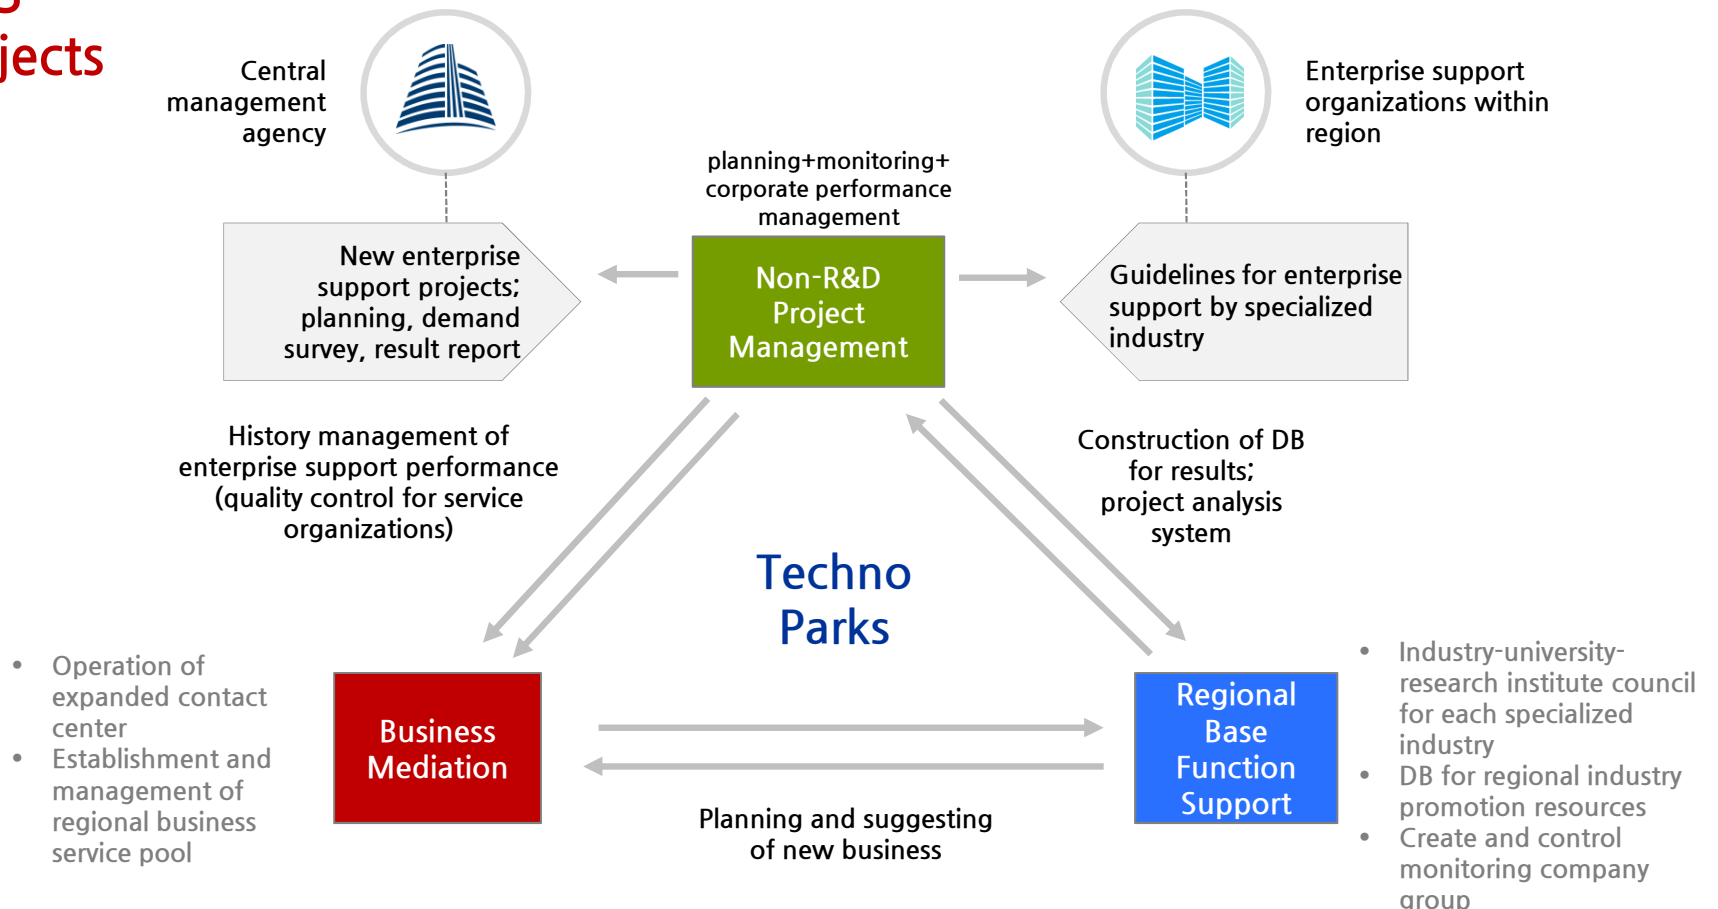 jects
Central
management
agency
Enterprise support
organizations within
region
planning+monitoring+
corporate performance
management
New enterprise
support projects;
planning, demand
survey, result report
Non-R&D
Project
Management
Guidelines for enterprise
support by specialized
industry
History management of
enterprise support performance
(quality control for service
organizations)
Construction of DB
for results;
project analysis
system
Techno
Parks
• Operation of
expanded contact
center
• Establishment and
management of
regional business
service pool
Business
Mediation
Planning and suggesting
of new business
Regional
Base
Function
Support
• Industry-university-
research institute council
for each specialized
industry
• DB for regional industry
promotion resources
• Create and control
monitoring company
group